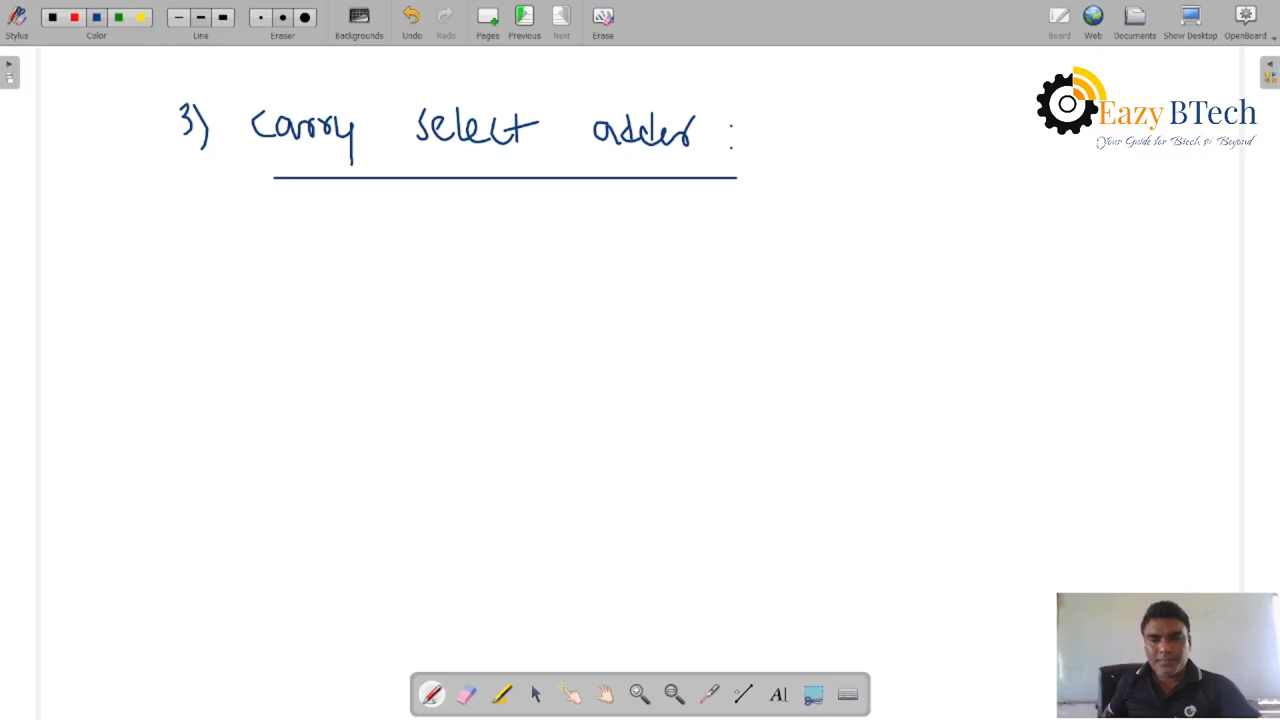 Stylus
Color
Line
Eraser
Backgrounds
Undo
Redo
Pages
Previous
Next
Erase
Board
Web
Documents
Show Desktop
OpenBoard
3) Carry select adder :
Eazy BTech
Your Guide for Btech & Beyond
AI